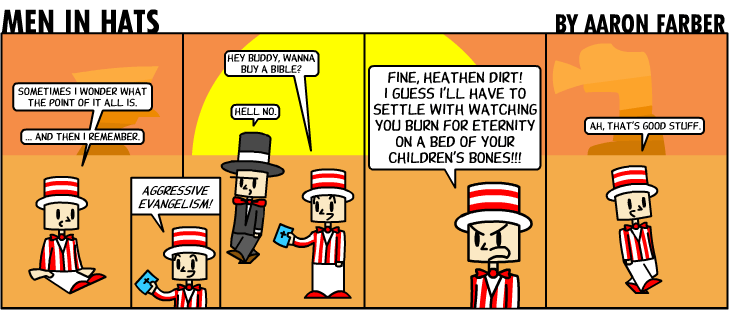 MEN IN HATS
BY AARON FARBER
SOMETIMES I WONDER WHAT
THE POINT OF IT ALL IS.
... AND THEN I REMEMBER.
AGGRESSIVE
EVANGELISM!
HEY BUDDY, WANNA
BUY A BIBLE?
HELL NO.
FINE, HEATHEN DIRT!
I GUESS I'LL HAVE TO
SETTLE WITH WATCHING
YOU BURN FOR ETERNITY
ON A BED OF YOUR
CHILDREN'S BONES!!!
AH, THAT'S GOOD STUFF.